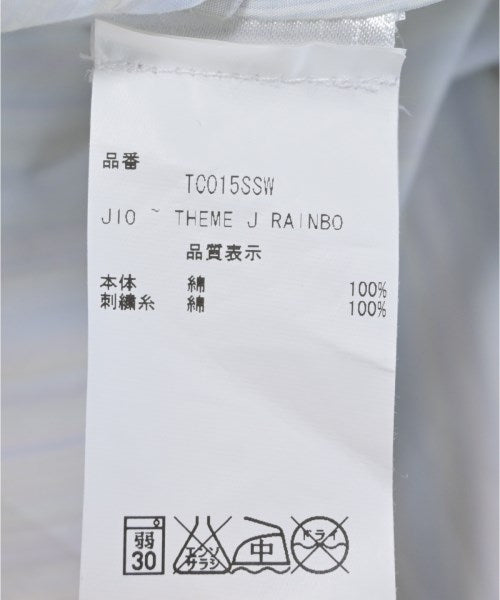 品番
TC015SSW
J10 ~ THEME J RAINBO
品質表示
本体 綿 100%
刺繍糸 綿 100%
弱 エンソ 中 ドライ
30 サラシ